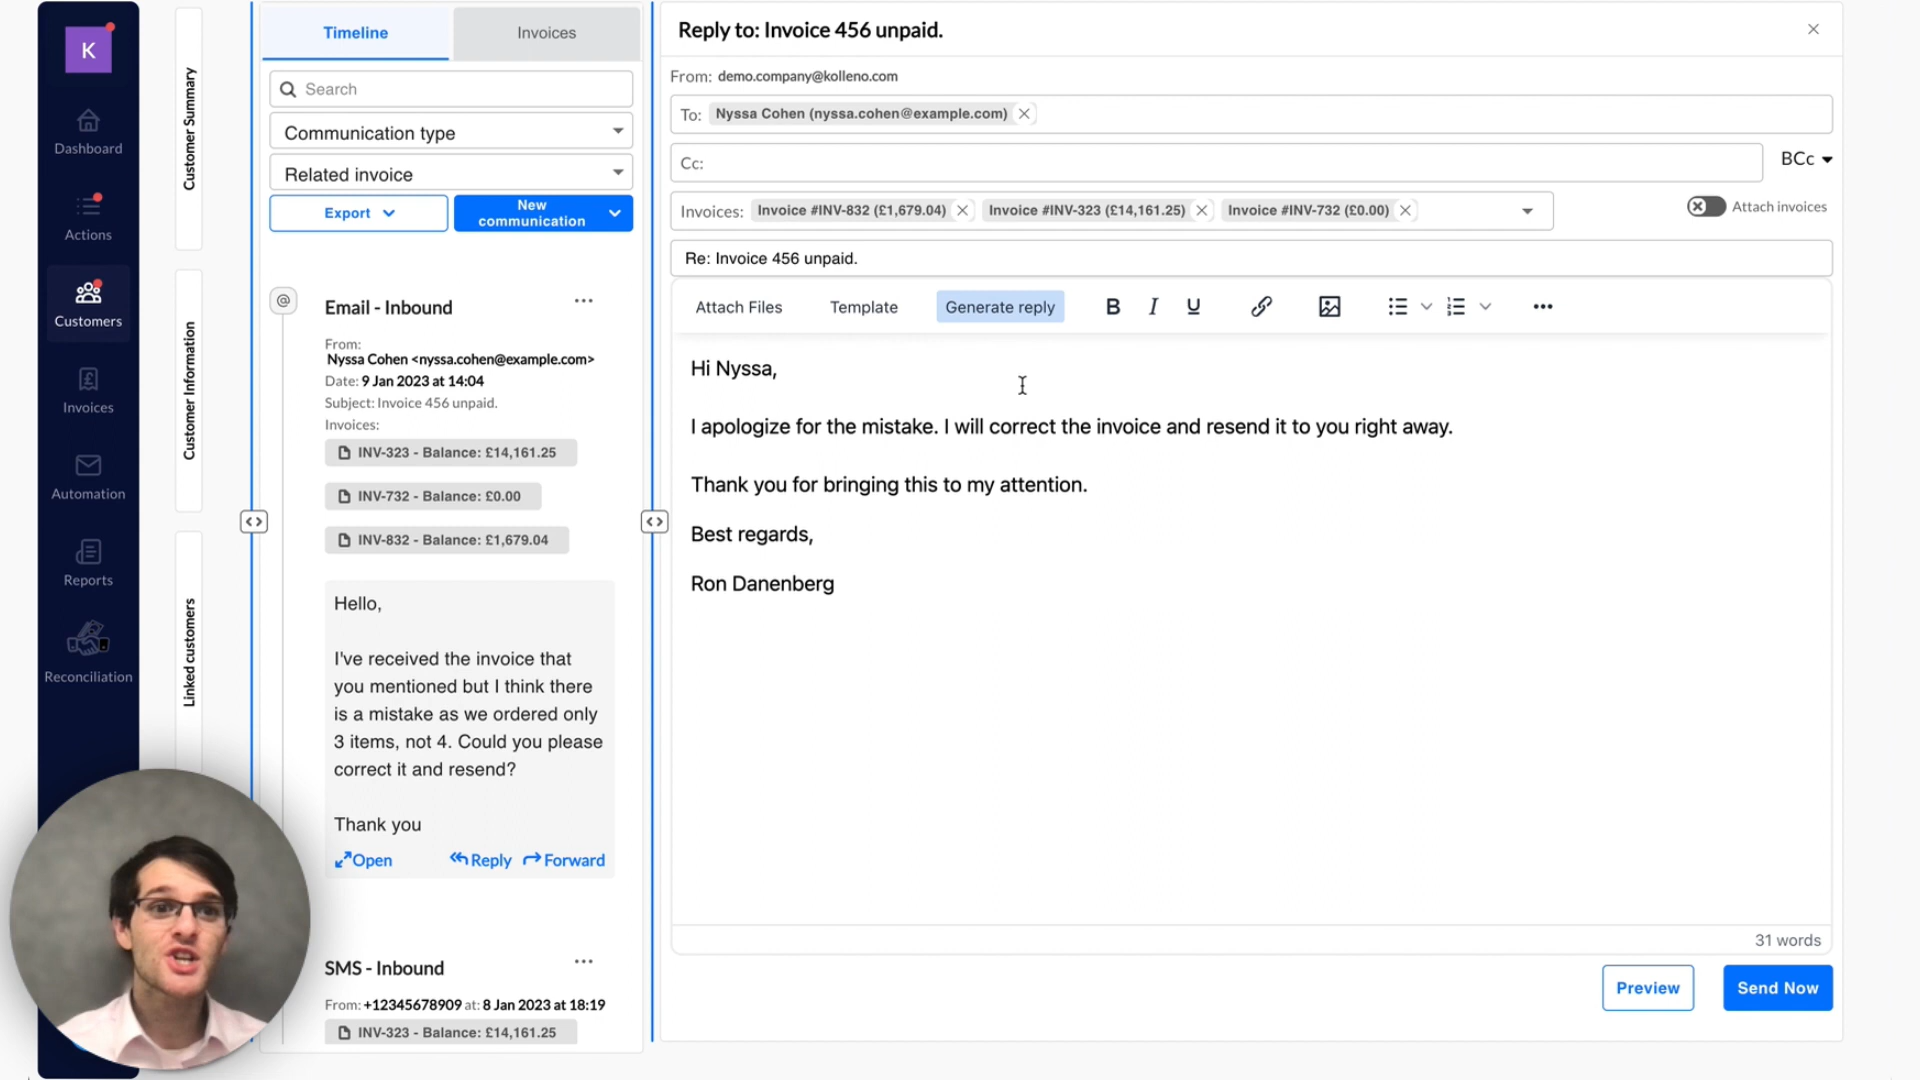 K
Dashboard
Actions
Customers
Invoices
Automation
Reports
Reconciliation
Customer Summary
Customer Information
Linked customers
Timeline
Invoices
Search
Communication type
Related invoice
Export
New
communication
@
Email - Inbound
From:
Nyssa Cohen <nyssa.cohen@example.com>
Date: 9 Jan 2023 at 14:04
Subject: Invoice 456 unpaid.
Invoices:
INV-323 - Balance: £14,161.25
INV-732 - Balance: £0.00
INV-832 - Balance: £1,679.04
Hello,
I've received the invoice that
you mentioned but I think there
is a mistake as we ordered only
3 items, not 4. Could you please
correct it and resend?
Thank you
Open Reply Forward
SMS - Inbound
From: +12345678909 at: 8 Jan 2023 at 18:19
INV-323 - Balance: £14,161.25
Reply to: Invoice 456 unpaid.
From: demo.company@kolleno.com
To: Nyssa Cohen (nyssa.cohen@example.com)
Cc:
BCc
Invoices: Invoice #INV-832 (£1,679.04) Invoice #INV-323 (£14,161.25) Invoice #INV-732 (£0.00)
Attach invoices
Re: Invoice 456 unpaid.
Attach Files Template Generate reply B I U
Hi Nyssa,
I apologize for the mistake. I will correct the invoice and resend it to you right away.
Thank you for bringing this to my attention.
Best regards,
Ron Danenberg
31 words
Preview Send Now